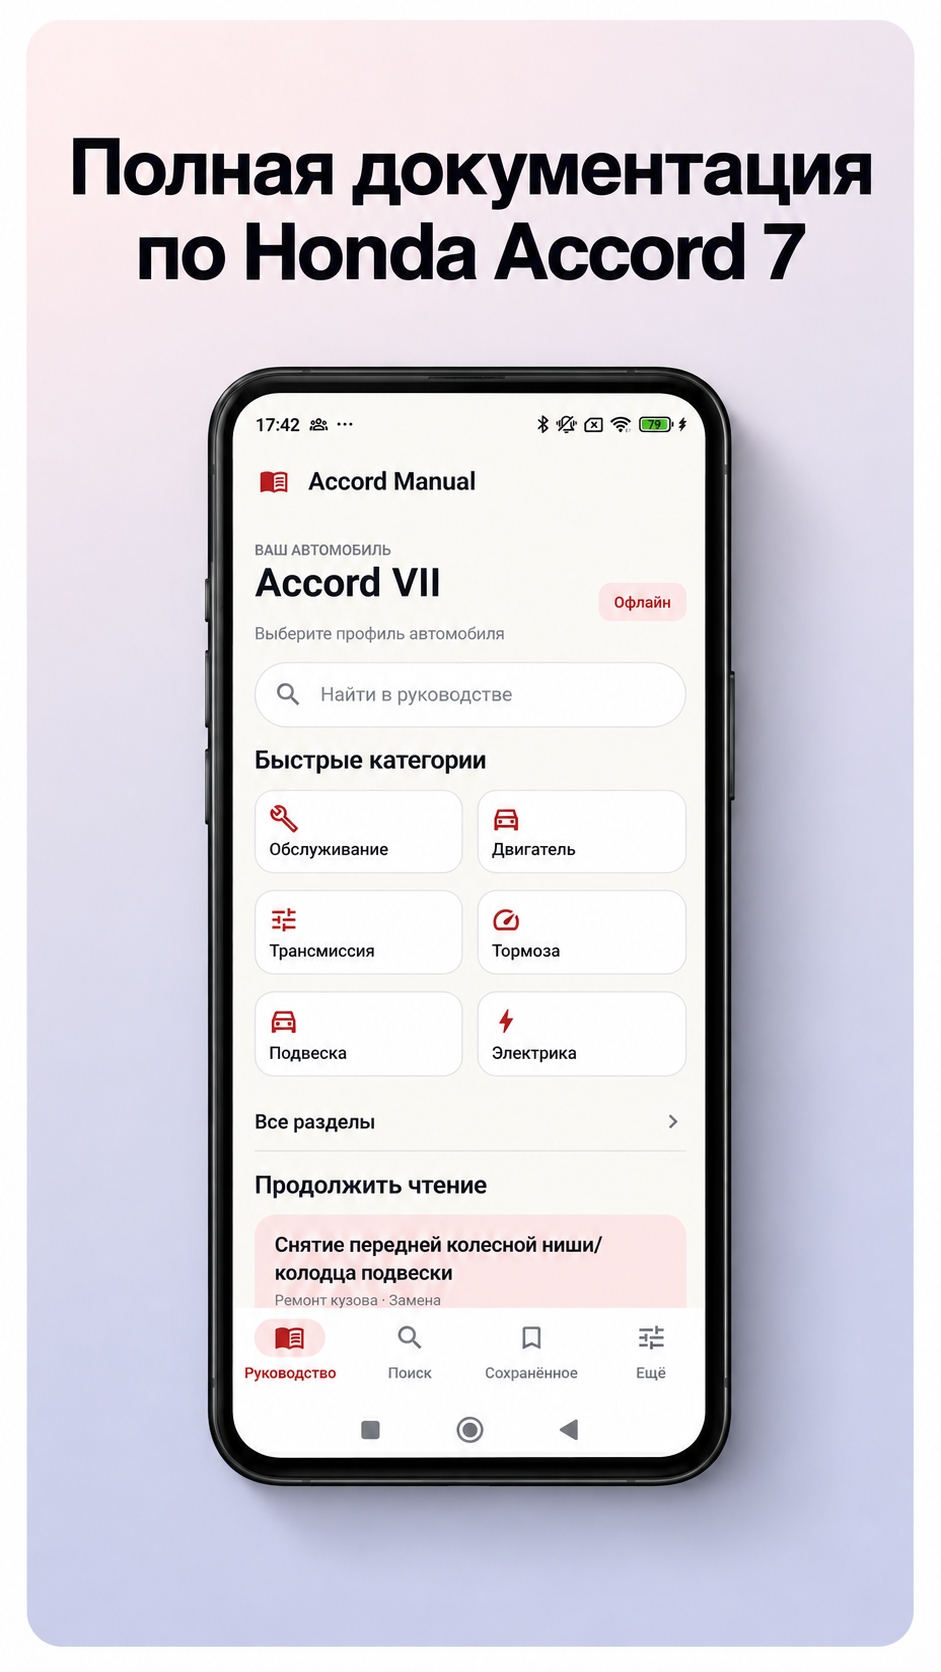 Полная документация
по Honda Accord 7
17:42
79
Accord Manual
ВАШ АВТОМОБИЛЬ
Accord VII
Офлайн
Выберите профиль автомобиля
Найти в руководстве
Быстрые категории
Обслуживание
Двигатель
Трансмиссия
Тормоза
Подвеска
Электрика
Все разделы
Продолжить чтение
Снятие передней колесной ниши/
колодца подвески
Ремонт кузова · Замена
Руководство
Поиск
Сохранённое
Ещё